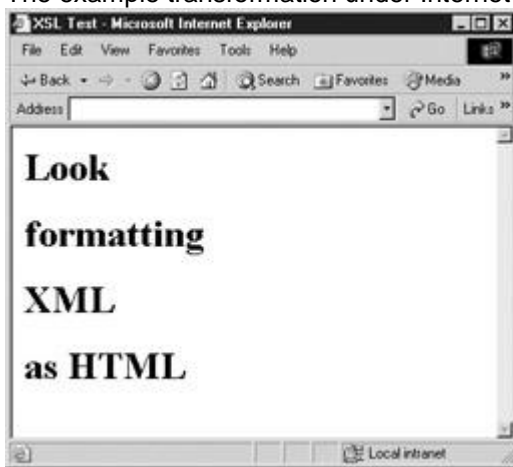 The example transformation under Internet
XSL Test - Microsoft Internet Explorer
File Edit View Favorites Tools Help
Back Search Favorites Media »
Address Go Links »
Look
formatting
XML
as HTML
Local intranet